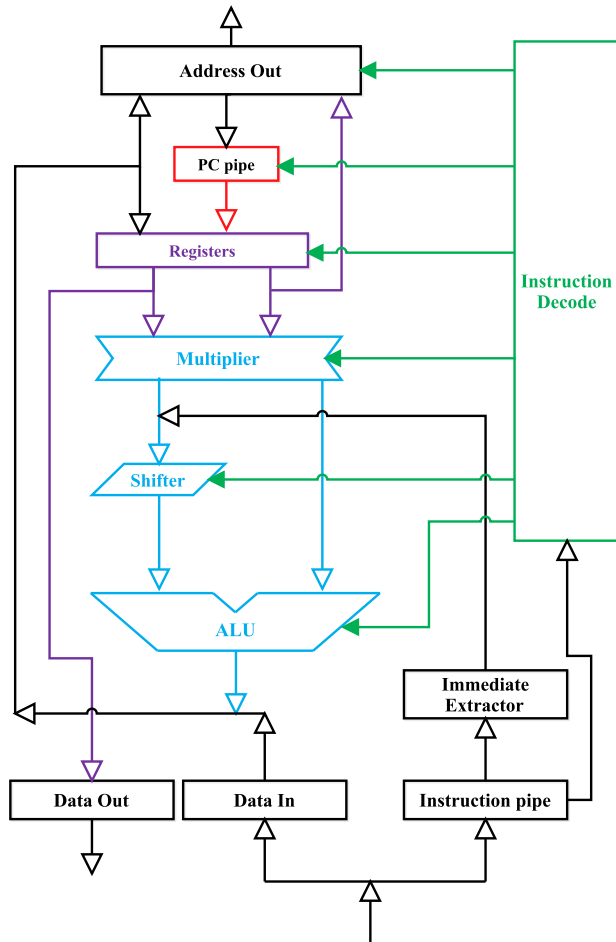 Address Out
PC pipe
Registers
Instruction
Decode
Multiplier
Shifter
ALU
Immediate
Extractor
Data Out
Data In
Instruction pipe